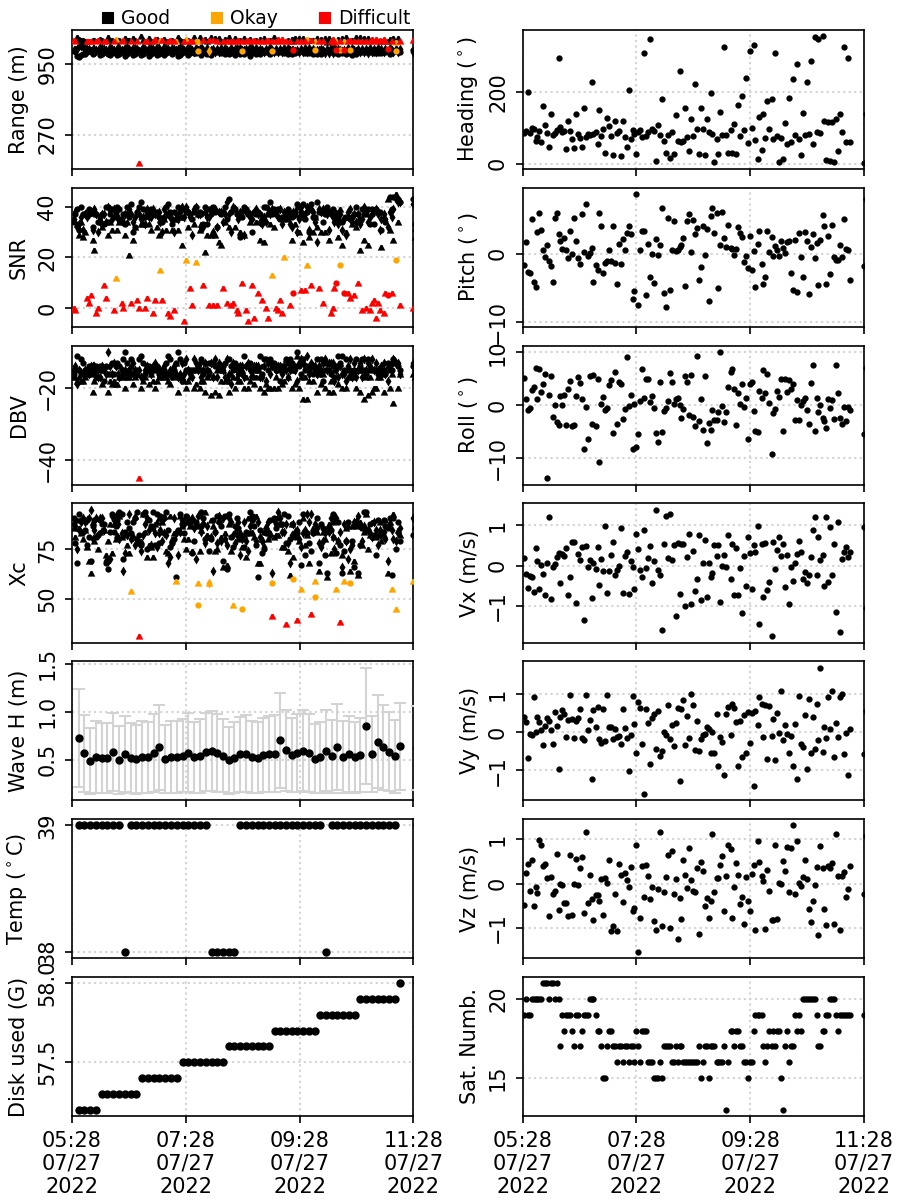 Good Okay Difficult
Range (m)
950
270
Heading (°)
200
0
SNR
40
20
0
Pitch (°)
0
−10
DBV
−20
−40
Roll (°)
10
0
−10
Xc
75
50
Vx (m/s)
1
0
−1
Wave H (m)
1.5
1.0
0.5
Vy (m/s)
1
0
−1
Temp (°C)
39
38
Vz (m/s)
1
0
−1
Disk used (G)
58.0
57.5
Sat. Numb.
20
15
05:28 07:28 09:28 11:28
07/27 07/27 07/27 07/27
2022 2022 2022 2022
05:28 07:28 09:28 11:28
07/27 07/27 07/27 07/27
2022 2022 2022 2022